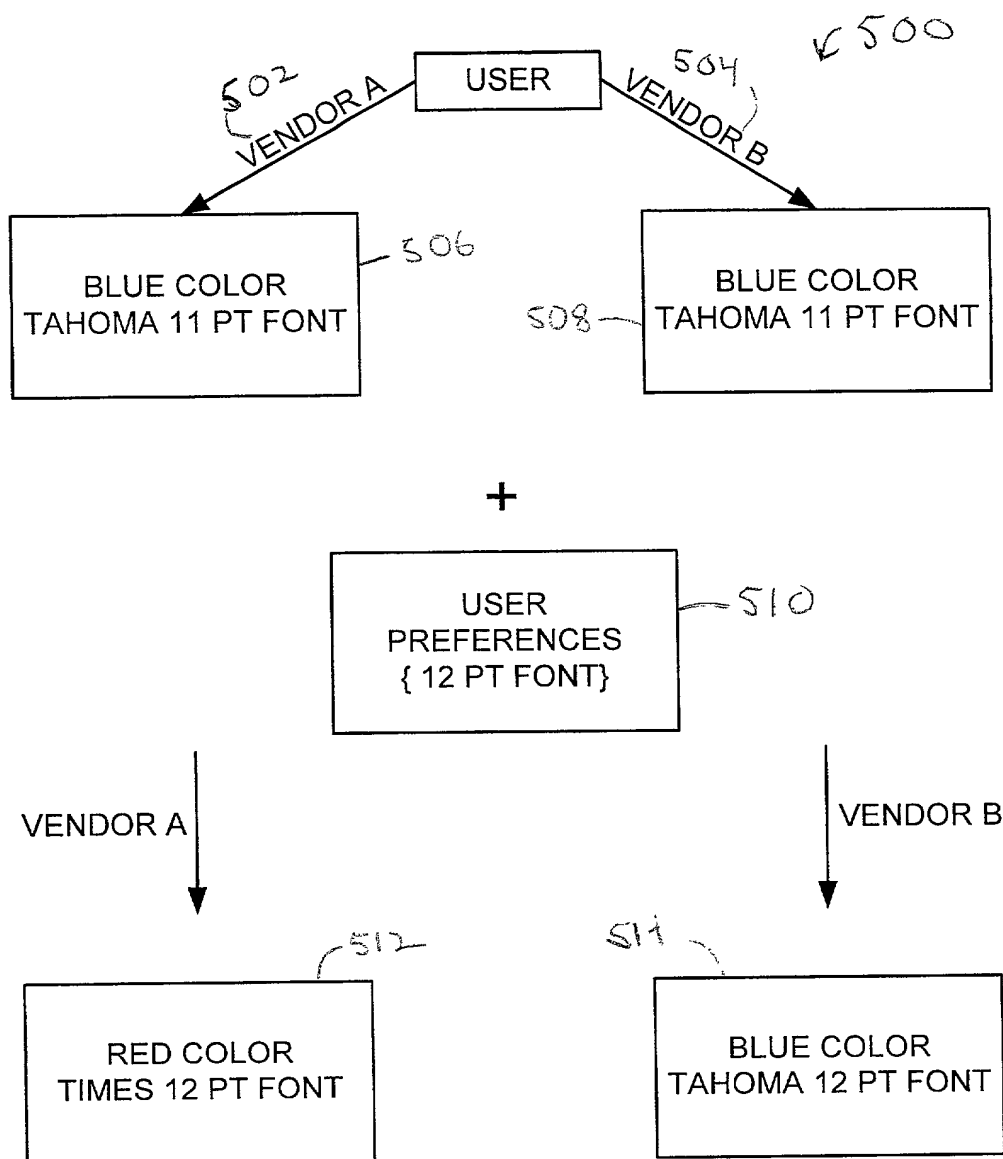 500
502
USER
504
VENDOR A
VENDOR B
BLUE COLOR
TAHOMA 11 PT FONT
506
508
BLUE COLOR
TAHOMA 11 PT FONT
+
USER
PREFERENCES
{ 12 PT FONT}
510
VENDOR A
VENDOR B
512
514
RED COLOR
TIMES 12 PT FONT
BLUE COLOR
TAHOMA 12 PT FONT